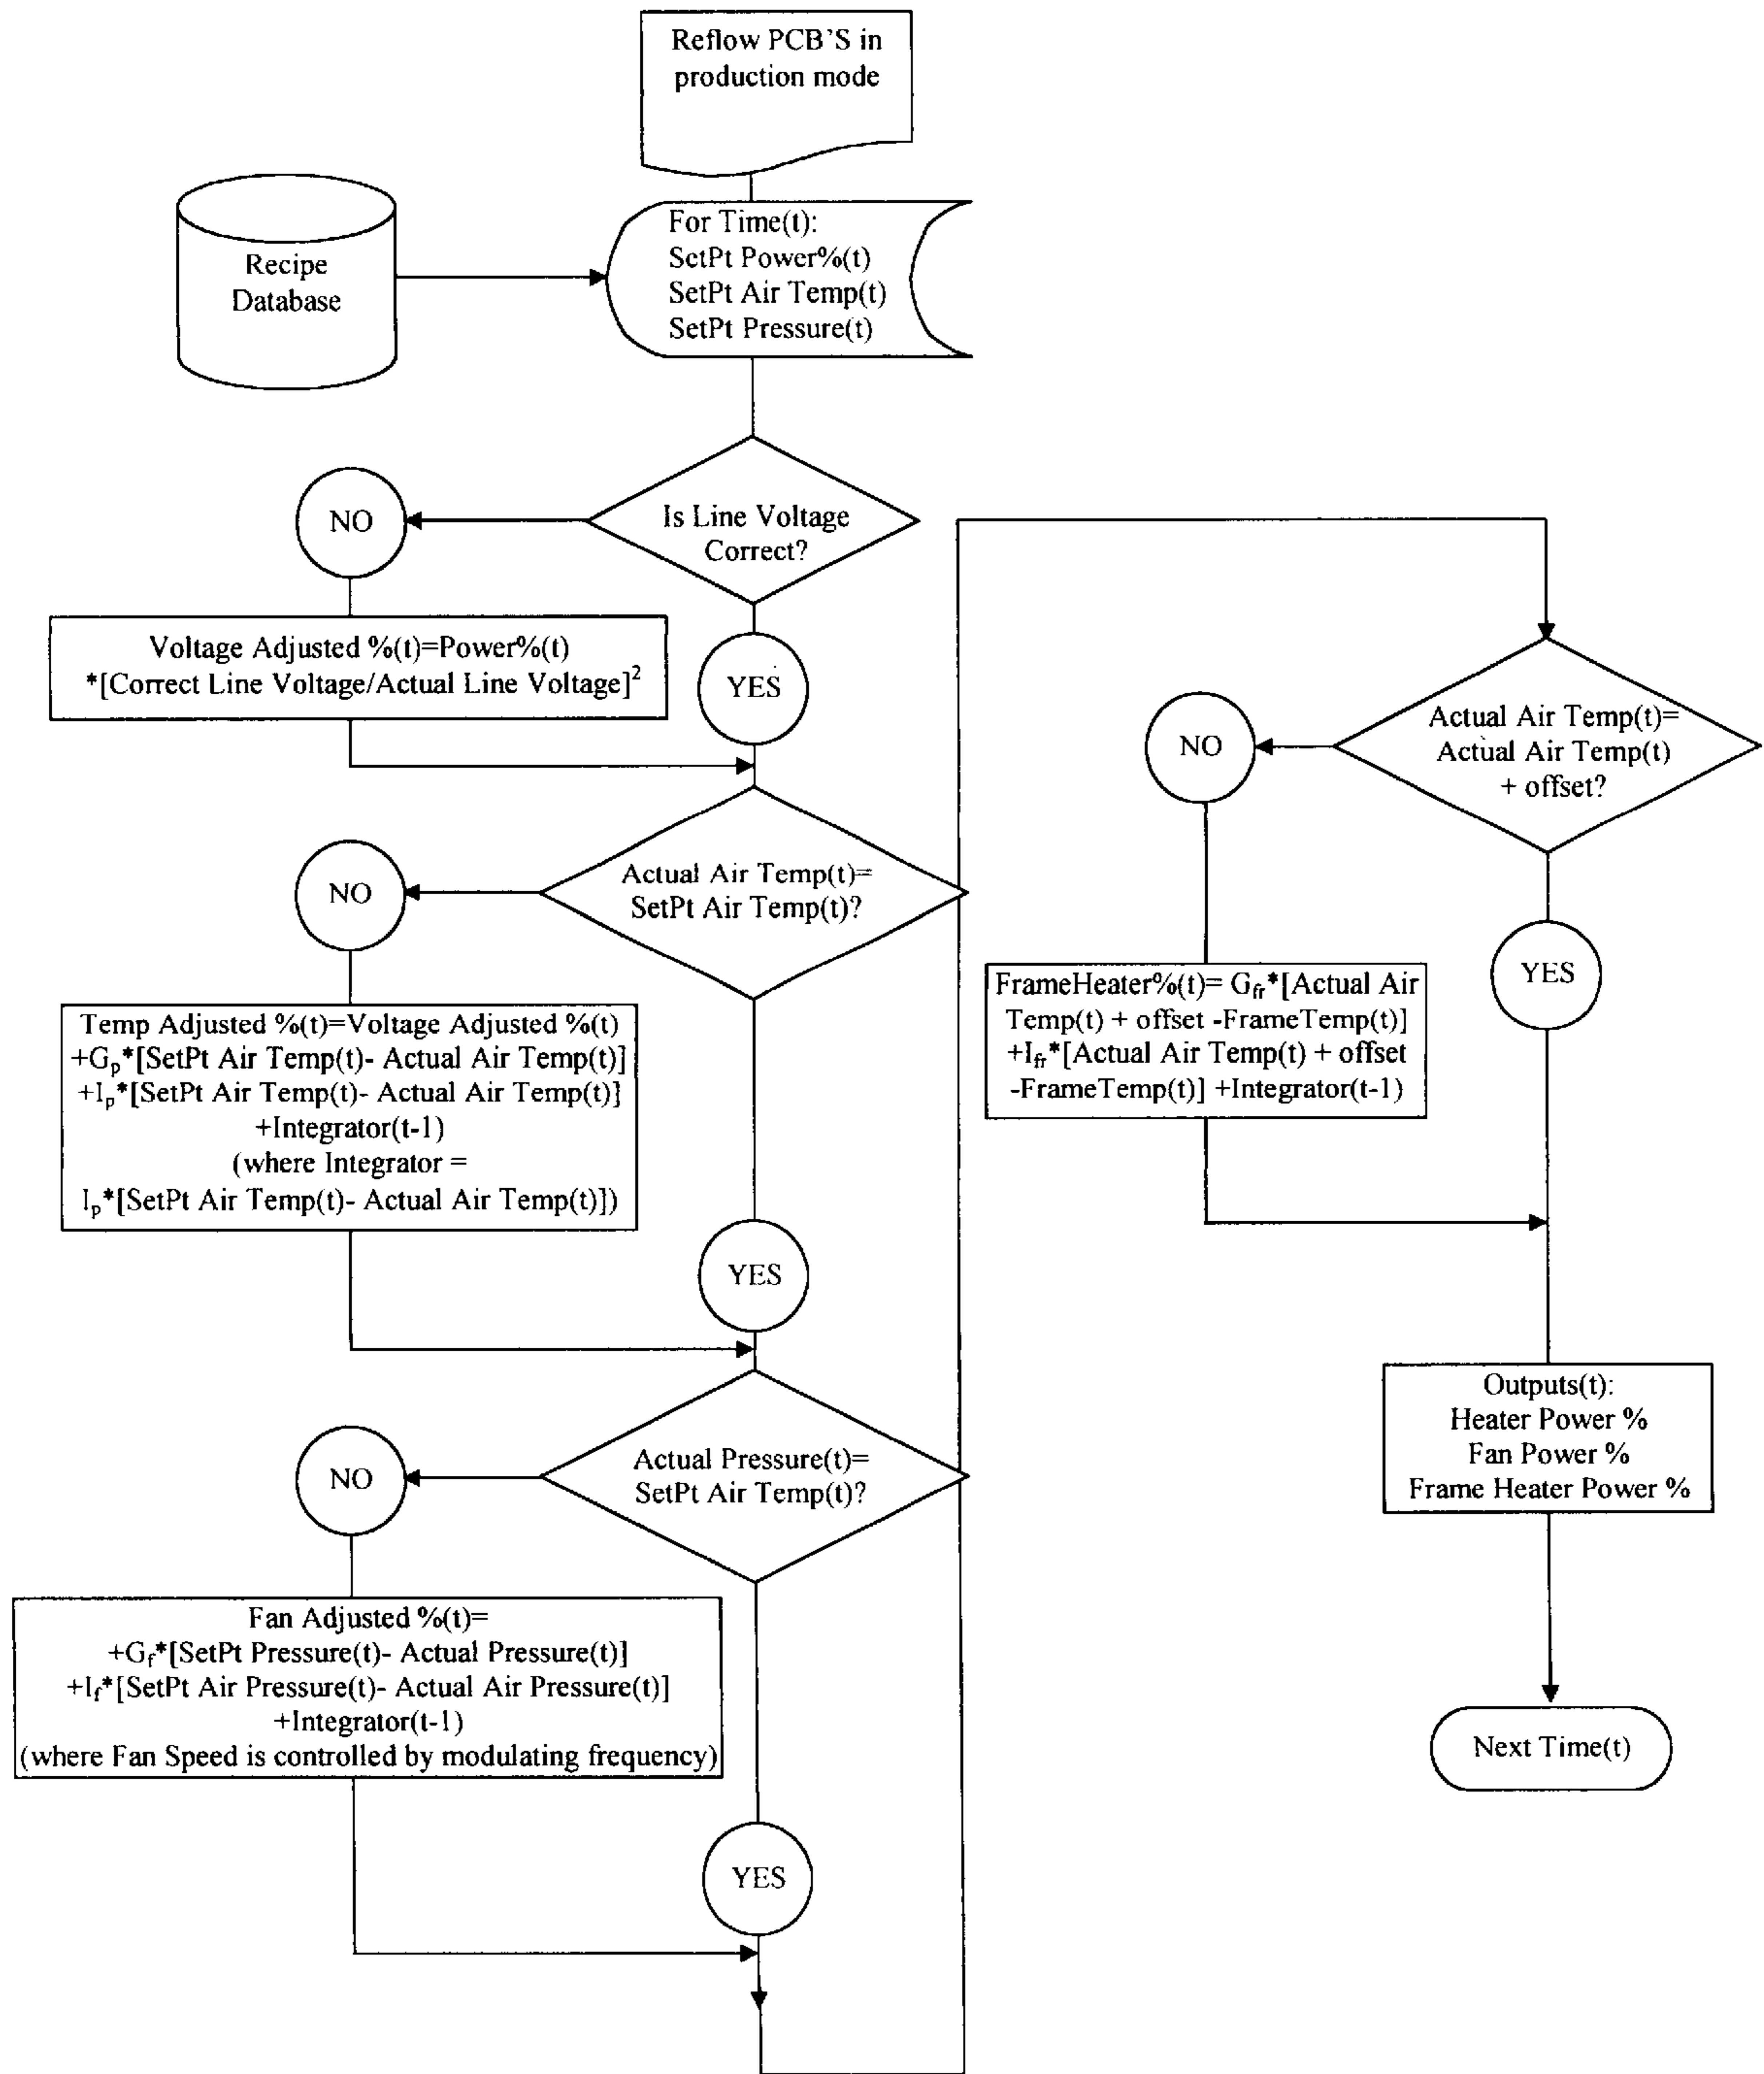 Reflow PCB'S in
production mode
Recipe
Database
For Time(t):
SetPt Power%(t)
SetPt Air Temp(t)
SetPt Pressure(t)
Is Line Voltage
Correct?
NO
YES
Voltage Adjusted %(t)=Power%(t)
*[Correct Line Voltage/Actual Line Voltage]²
Actual Air Temp(t)=
SetPt Air Temp(t)?
NO
YES
Temp Adjusted %(t)=Voltage Adjusted %(t)
+Gₚ*[SetPt Air Temp(t)- Actual Air Temp(t)]
+Iₚ*[SetPt Air Temp(t)- Actual Air Temp(t)]
+Integrator(t-1)
(where Integrator =
Iₚ*[SetPt Air Temp(t)- Actual Air Temp(t)])
Actual Pressure(t)=
SetPt Air Temp(t)?
NO
YES
Fan Adjusted %(t)=
+G_f*[SetPt Pressure(t)- Actual Pressure(t)]
+I_f*[SetPt Air Pressure(t)- Actual Air Pressure(t)]
+Integrator(t-1)
(where Fan Speed is controlled by modulating frequency)
Actual Air Temp(t)=
Actual Air Temp(t)
+ offset?
NO
YES
FrameHeater%(t)= G_fr*[Actual Air
Temp(t) + offset -FrameTemp(t)]
+I_fr*[Actual Air Temp(t) + offset
-FrameTemp(t)] +Integrator(t-1)
Outputs(t):
Heater Power %
Fan Power %
Frame Heater Power %
Next Time(t)